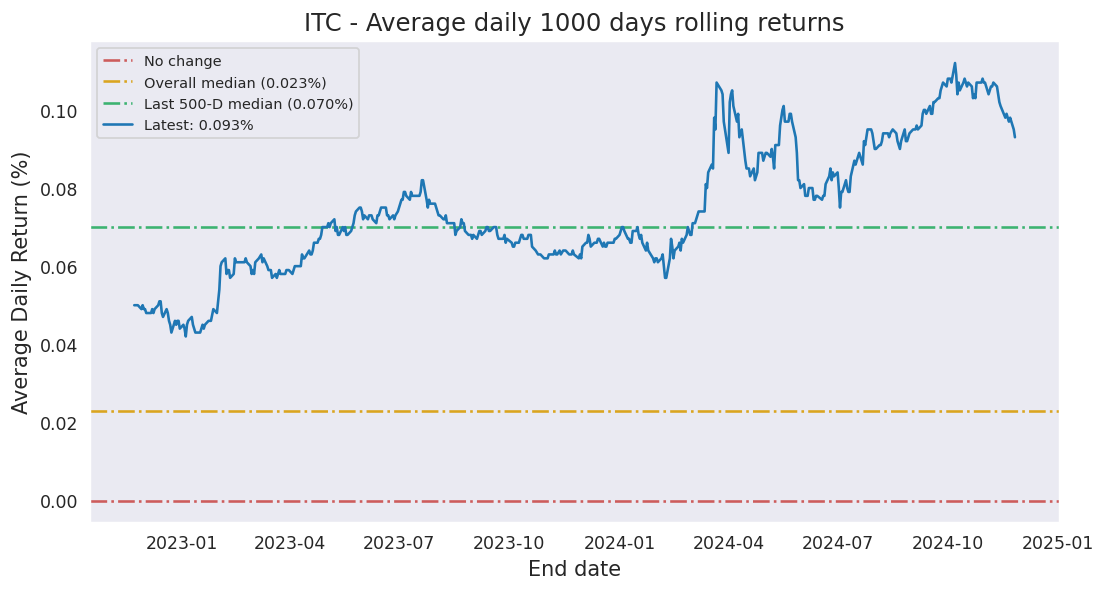 ITC - Average daily 1000 days rolling returns
No change
Overall median (0.023%)
Last 500-D median (0.070%)
Latest: 0.093%
Average Daily Return (%)
0.10
0.08
0.06
0.04
0.02
0.00
2023-01 2023-04 2023-07 2023-10 2024-01 2024-04 2024-07 2024-10 2025-01
End date